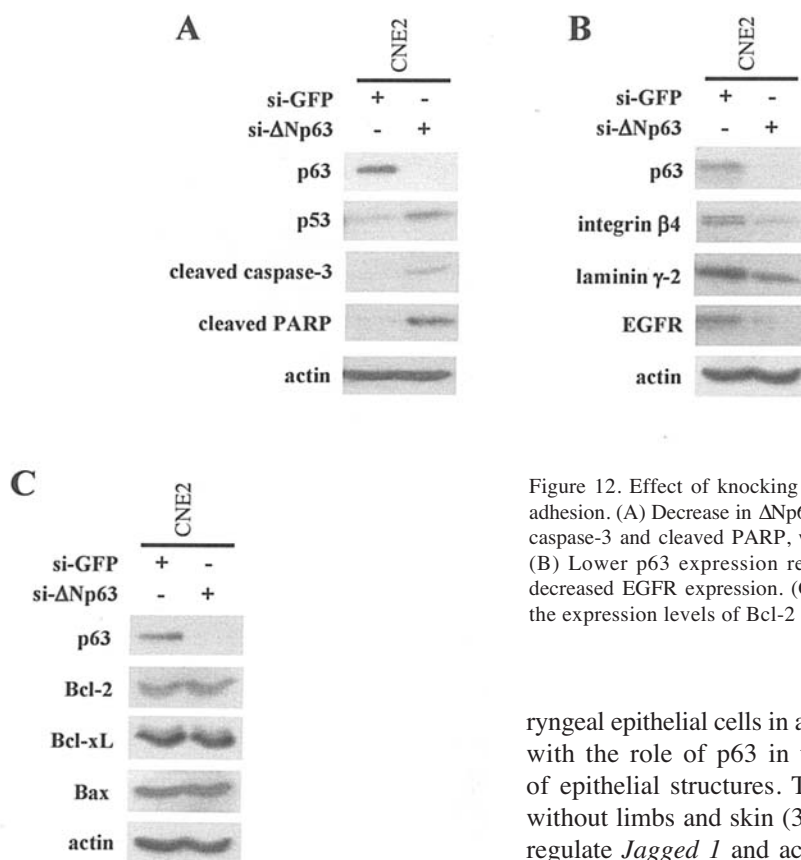 A
CNE2
si-GFP + -
si-ΔNp63 - +
p63
p53
cleaved caspase-3
cleaved PARP
actin
B
CNE2
si-GFP + -
si-ΔNp63 - +
p63
integrin β4
laminin γ-2
EGFR
actin
C
CNE2
si-GFP + -
si-ΔNp63 - +
p63
Bcl-2
Bcl-xL
Bax
actin
Figure 12. Effect of knocking
adhesion. (A) Decrease in ΔNp6
caspase-3 and cleaved PARP,
(B) Lower p63 expression re
decreased EGFR expression. (
the expression levels of Bcl-2
ryngeal epithelial cells in a
with the role of p63 in
of epithelial structures. T
without limbs and skin (3
regulate Jagged 1 and ac